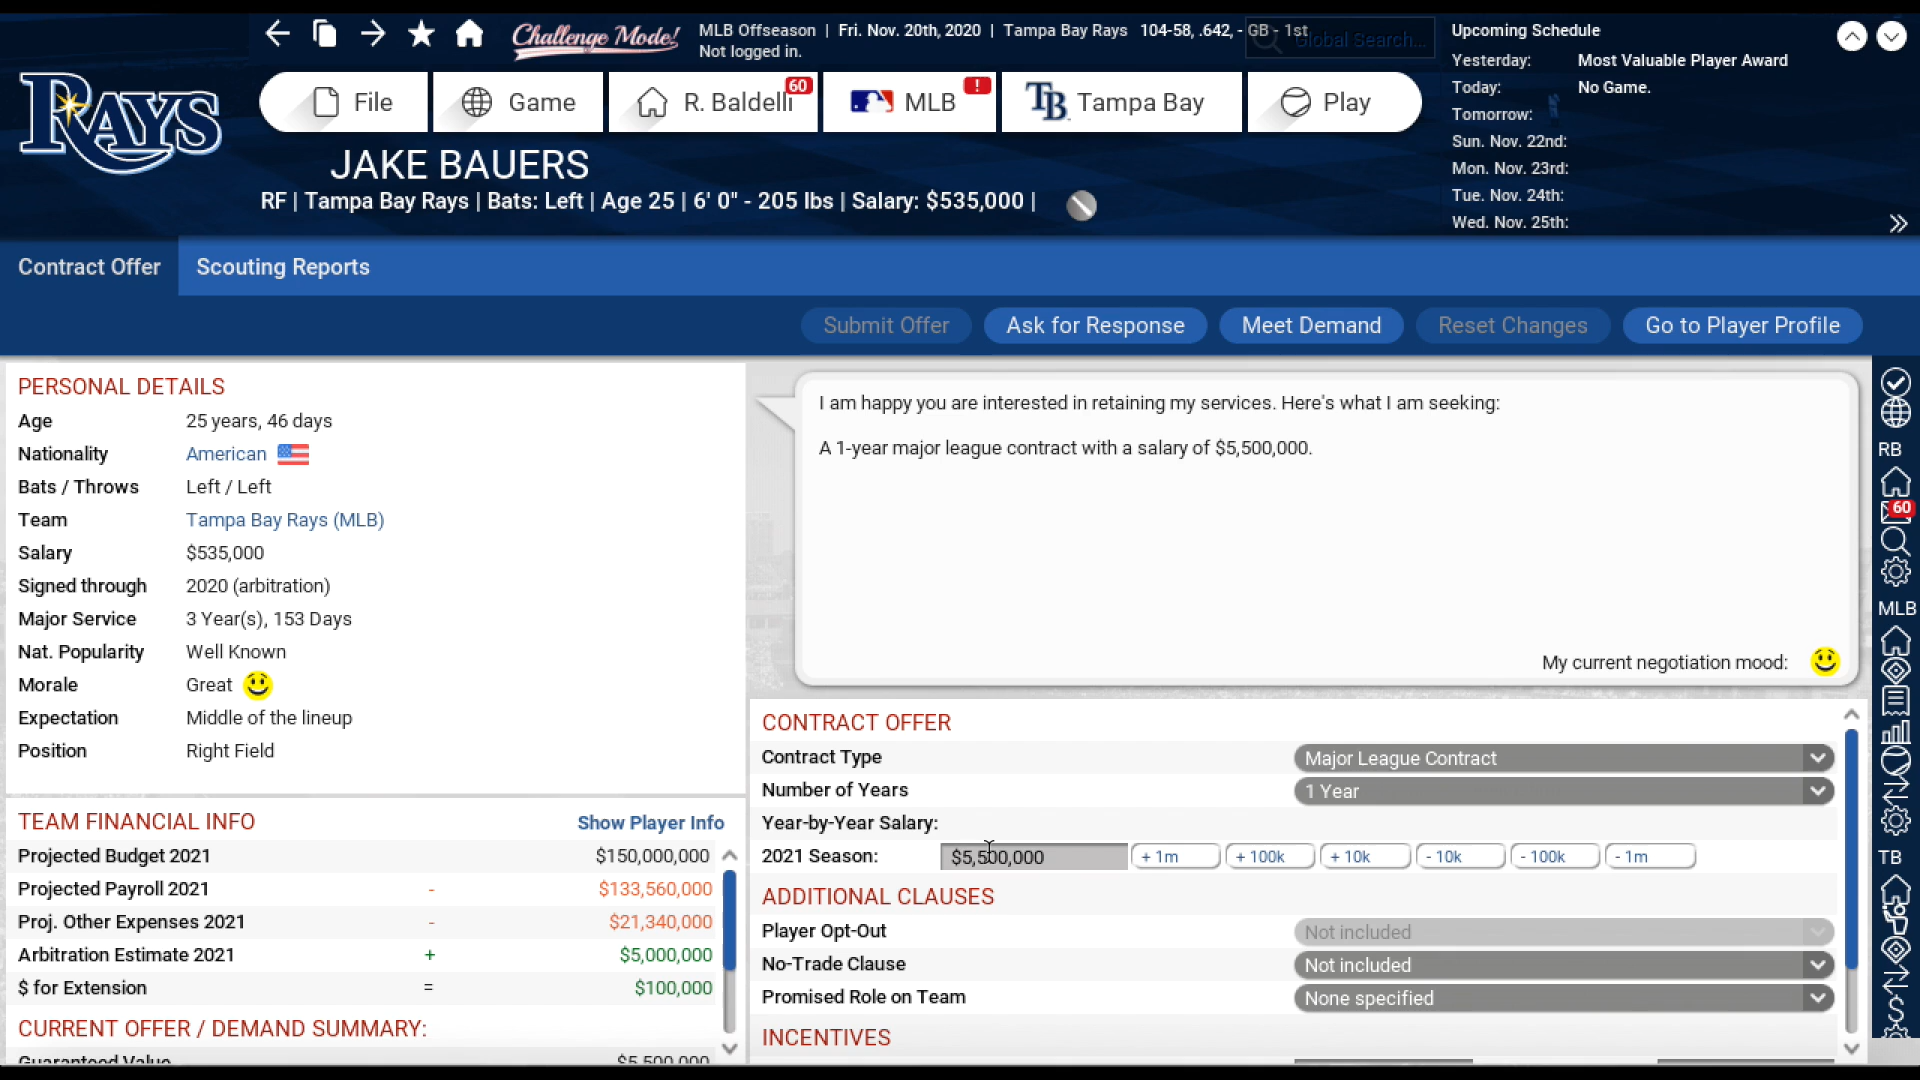 Challenge Mode!
MLB Offseason | Fri. Nov. 20th, 2020 | Tampa Bay Rays 104-58, .642, - GB - 1st
Not logged in.
Global Search...
Upcoming Schedule
Yesterday: Most Valuable Player Award
Today: No Game.
Tomorrow:
Sun. Nov. 22nd:
Mon. Nov. 23rd:
Tue. Nov. 24th:
Wed. Nov. 25th:
RAYS
File
Game
R. Baldelli
60
MLB
!
TB Tampa Bay
Play
JAKE BAUERS
RF | Tampa Bay Rays | Bats: Left | Age 25 | 6' 0" - 205 lbs | Salary: $535,000 |
Contract Offer
Scouting Reports
Submit Offer
Ask for Response
Meet Demand
Reset Changes
Go to Player Profile
PERSONAL DETAILS
Age 25 years, 46 days
Nationality American
Bats / Throws Left / Left
Team Tampa Bay Rays (MLB)
Salary $535,000
Signed through 2020 (arbitration)
Major Service 3 Year(s), 153 Days
Nat. Popularity Well Known
Morale Great
Expectation Middle of the lineup
Position Right Field
I am happy you are interested in retaining my services. Here's what I am seeking:
A 1-year major league contract with a salary of $5,500,000.
My current negotiation mood:
TEAM FINANCIAL INFO Show Player Info
Projected Budget 2021 $150,000,000
Projected Payroll 2021 - $133,560,000
Proj. Other Expenses 2021 - $21,340,000
Arbitration Estimate 2021 + $5,000,000
$ for Extension = $100,000
CURRENT OFFER / DEMAND SUMMARY:
Guaranteed Value $5,500,000
CONTRACT OFFER
Contract Type Major League Contract
Number of Years 1 Year
Year-by-Year Salary:
2021 Season: $5,500,000 + 1m + 100k + 10k - 10k - 100k - 1m
ADDITIONAL CLAUSES
Player Opt-Out Not included
No-Trade Clause Not included
Promised Role on Team None specified
INCENTIVES
RB
60
MLB
TB